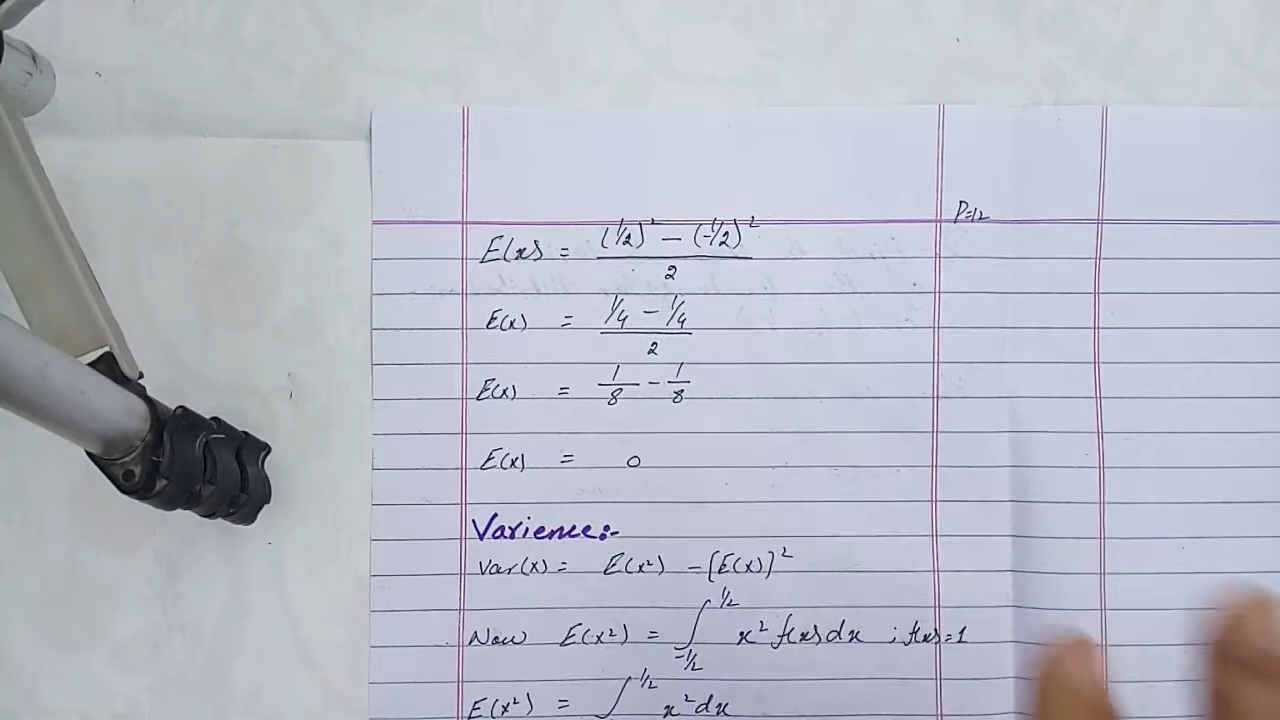 P=12
E(x) = (1/2)² - (-1/2)² / 2
E(x) = 1/4 - 1/4 / 2
E(x) = 1/8 - 1/8
E(x) = 0
Varience:-
Var(x) = E(x²) - [E(x)]²
Now E(x²) = ∫_{-1/2}^{1/2} x² f(x) dx ; f(x) = 1
E(x²) = ∫^{1/2} x² dx